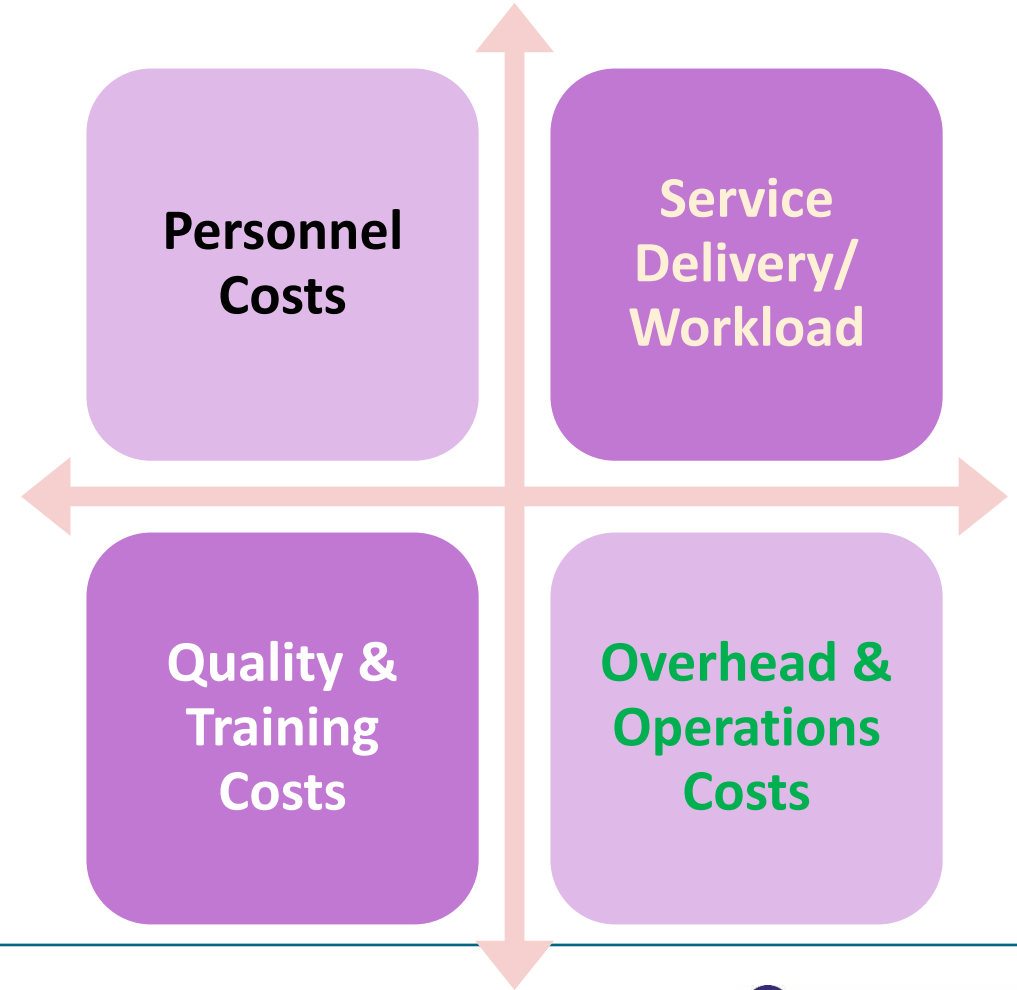 Personnel
Costs
Service
Delivery/
Workload
Quality &
Training
Costs
Overhead &
Operations
Costs